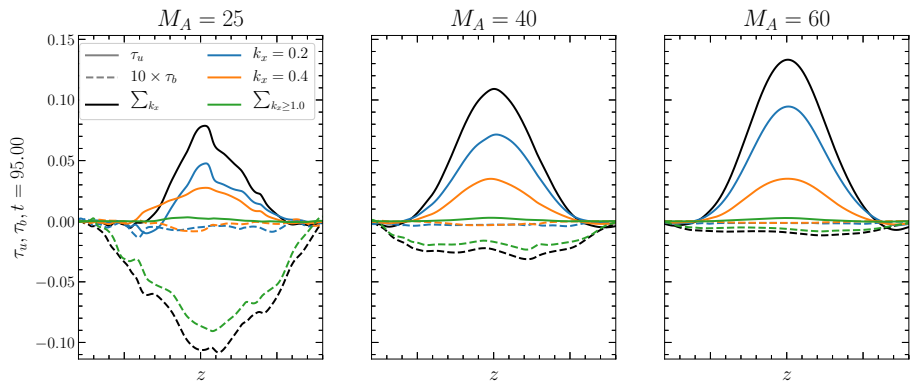 M_A = 25
M_A = 40
M_A = 60
τ_u, τ_b, t = 95.00
0.15
0.10
0.05
0.00
−0.05
−0.10
τ_u
10 × τ_b
∑_{k_x}
k_x = 0.2
k_x = 0.4
∑_{k_x≥1.0}
z
z
z